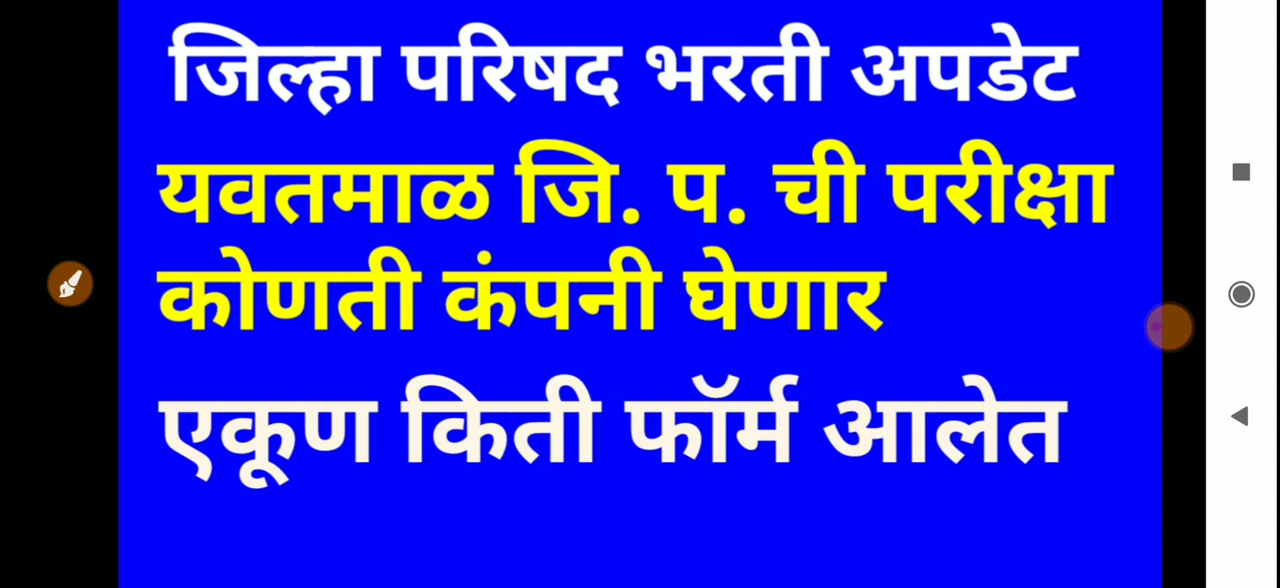 जिल्हा परिषद भरती अपडेट
यवतमाळ जि. प. ची परीक्षा
कोणती कंपनी घेणार
एकूण किती फॉर्म आलेत